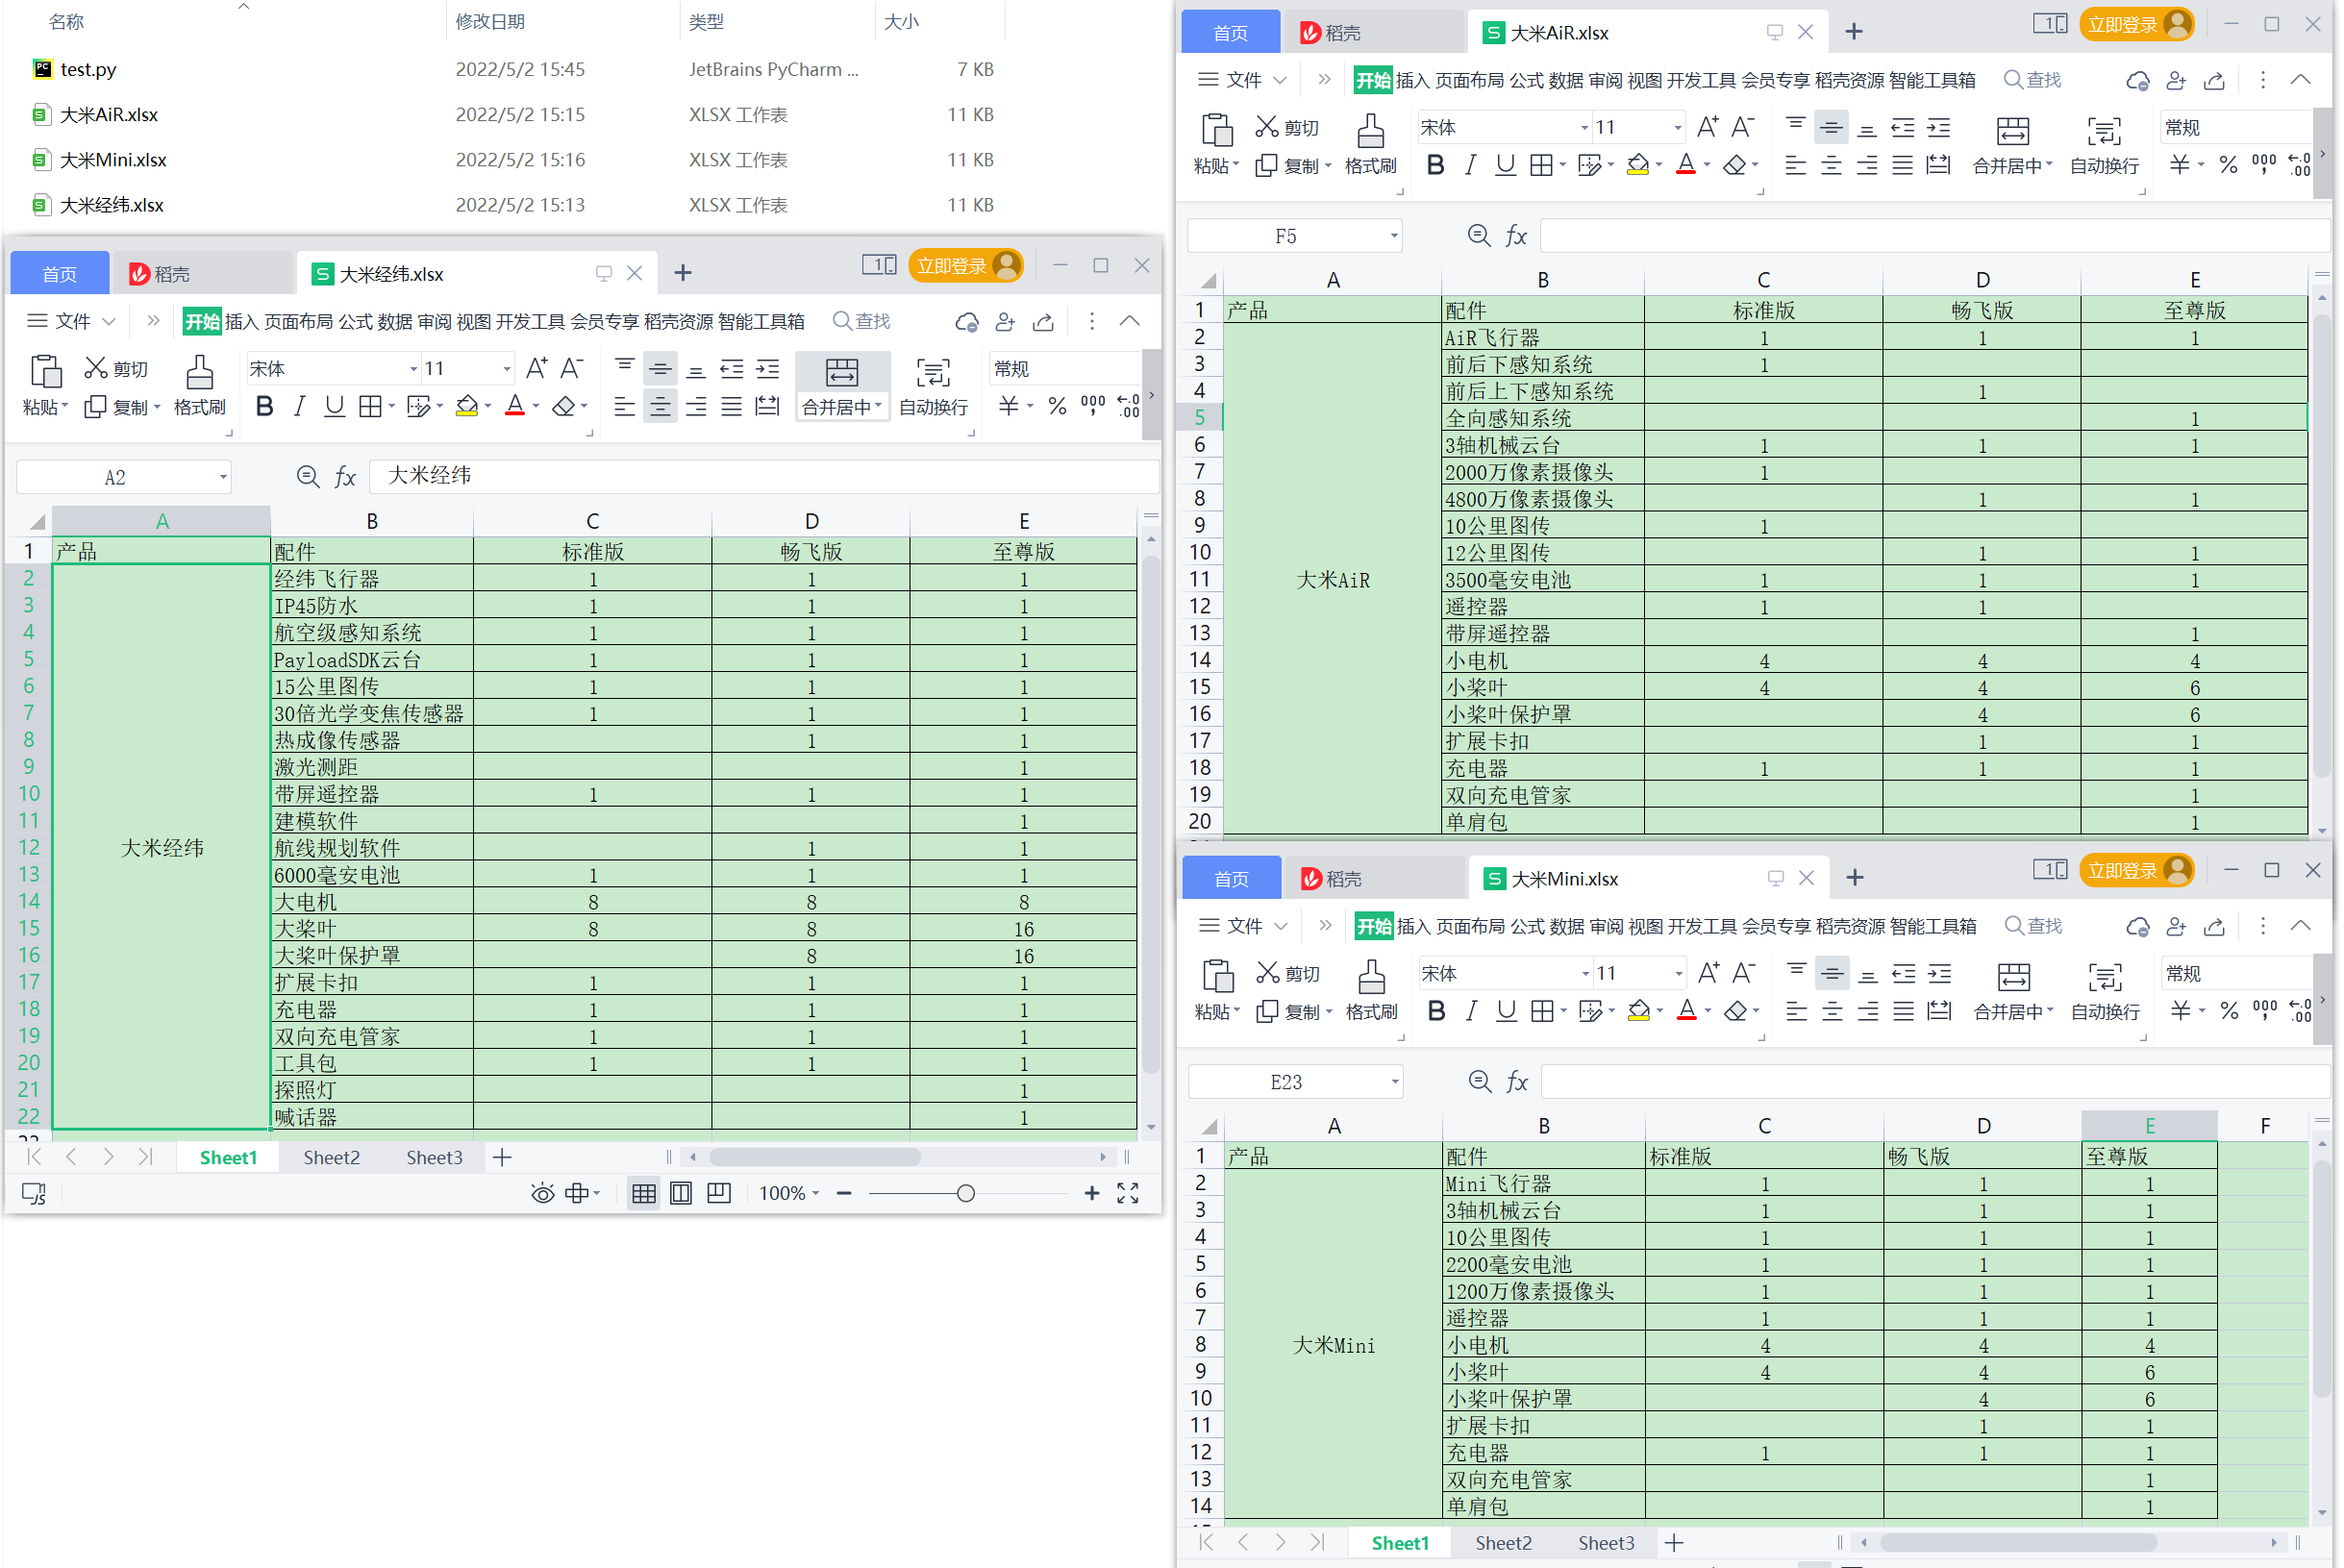 名称 修改日期 类型 大小
test.py 2022/5/2 15:45 JetBrains PyCharm ... 7 KB
大米AiR.xlsx 2022/5/2 15:15 XLSX 工作表 11 KB
大米Mini.xlsx 2022/5/2 15:16 XLSX 工作表 11 KB
大米经纬.xlsx 2022/5/2 15:13 XLSX 工作表 11 KB
首页 稻壳 大米经纬.xlsx 立即登录
文件 开始 插入 页面布局 公式 数据 审阅 视图 开发工具 会员专享 稻壳资源 智能工具箱 查找
剪切 宋体 11 常规
粘贴 复制 格式刷 合并居中 自动换行
A2 fx 大米经纬
A B C D E
1 产品 配件 标准版 畅飞版 至尊版
2 经纬飞行器 1 1 1
3 IP45防水 1 1 1
4 航空级感知系统 1 1 1
5 PayloadSDK云台 1 1 1
6 15公里图传 1 1 1
7 30倍光学变焦传感器 1 1 1
8 热成像传感器 1 1
9 激光测距 1
10 带屏遥控器 1 1 1
11 建模软件 1
12 大米经纬 航线规划软件 1 1
13 6000毫安电池 1 1 1
14 大电机 8 8 8
15 大桨叶 8 8 16
16 大桨叶保护罩 8 16
17 扩展卡扣 1 1 1
18 充电器 1 1 1
19 双向充电管家 1 1 1
20 工具包 1 1 1
21 探照灯 1
22 喊话器 1
Sheet1 Sheet2 Sheet3
100%
首页 稻壳 大米AiR.xlsx 立即登录
文件 开始 插入 页面布局 公式 数据 审阅 视图 开发工具 会员专享 稻壳资源 智能工具箱 查找
剪切 宋体 11 常规
粘贴 复制 格式刷 合并居中 自动换行
F5 fx
A B C D E
1 产品 配件 标准版 畅飞版 至尊版
2 AiR飞行器 1 1 1
3 前后下感知系统 1
4 前后上下感知系统 1
5 全向感知系统 1
6 3轴机械云台 1 1 1
7 2000万像素摄像头 1
8 4800万像素摄像头 1 1
9 10公里图传 1
10 12公里图传 1 1
11 大米AiR 3500毫安电池 1 1 1
12 遥控器 1 1
13 带屏遥控器 1
14 小电机 4 4 4
15 小桨叶 4 4 6
16 小桨叶保护罩 4 6
17 扩展卡扣 1 1
18 充电器 1 1 1
19 双向充电管家 1
20 单肩包 1
首页 稻壳 大米Mini.xlsx 立即登录
文件 开始 插入 页面布局 公式 数据 审阅 视图 开发工具 会员专享 稻壳资源 智能工具箱 查找
剪切 宋体 11 常规
粘贴 复制 格式刷 合并居中 自动换行
E23 fx
A B C D E F
1 产品 配件 标准版 畅飞版 至尊版
2 Mini飞行器 1 1 1
3 3轴机械云台 1 1 1
4 10公里图传 1 1 1
5 2200毫安电池 1 1 1
6 1200万像素摄像头 1 1 1
7 遥控器 1 1 1
8 大米Mini 小电机 4 4 4
9 小桨叶 4 4 6
10 小桨叶保护罩 4 6
11 扩展卡扣 1 1
12 充电器 1 1 1
13 双向充电管家 1
14 单肩包 1
Sheet1 Sheet2 Sheet3